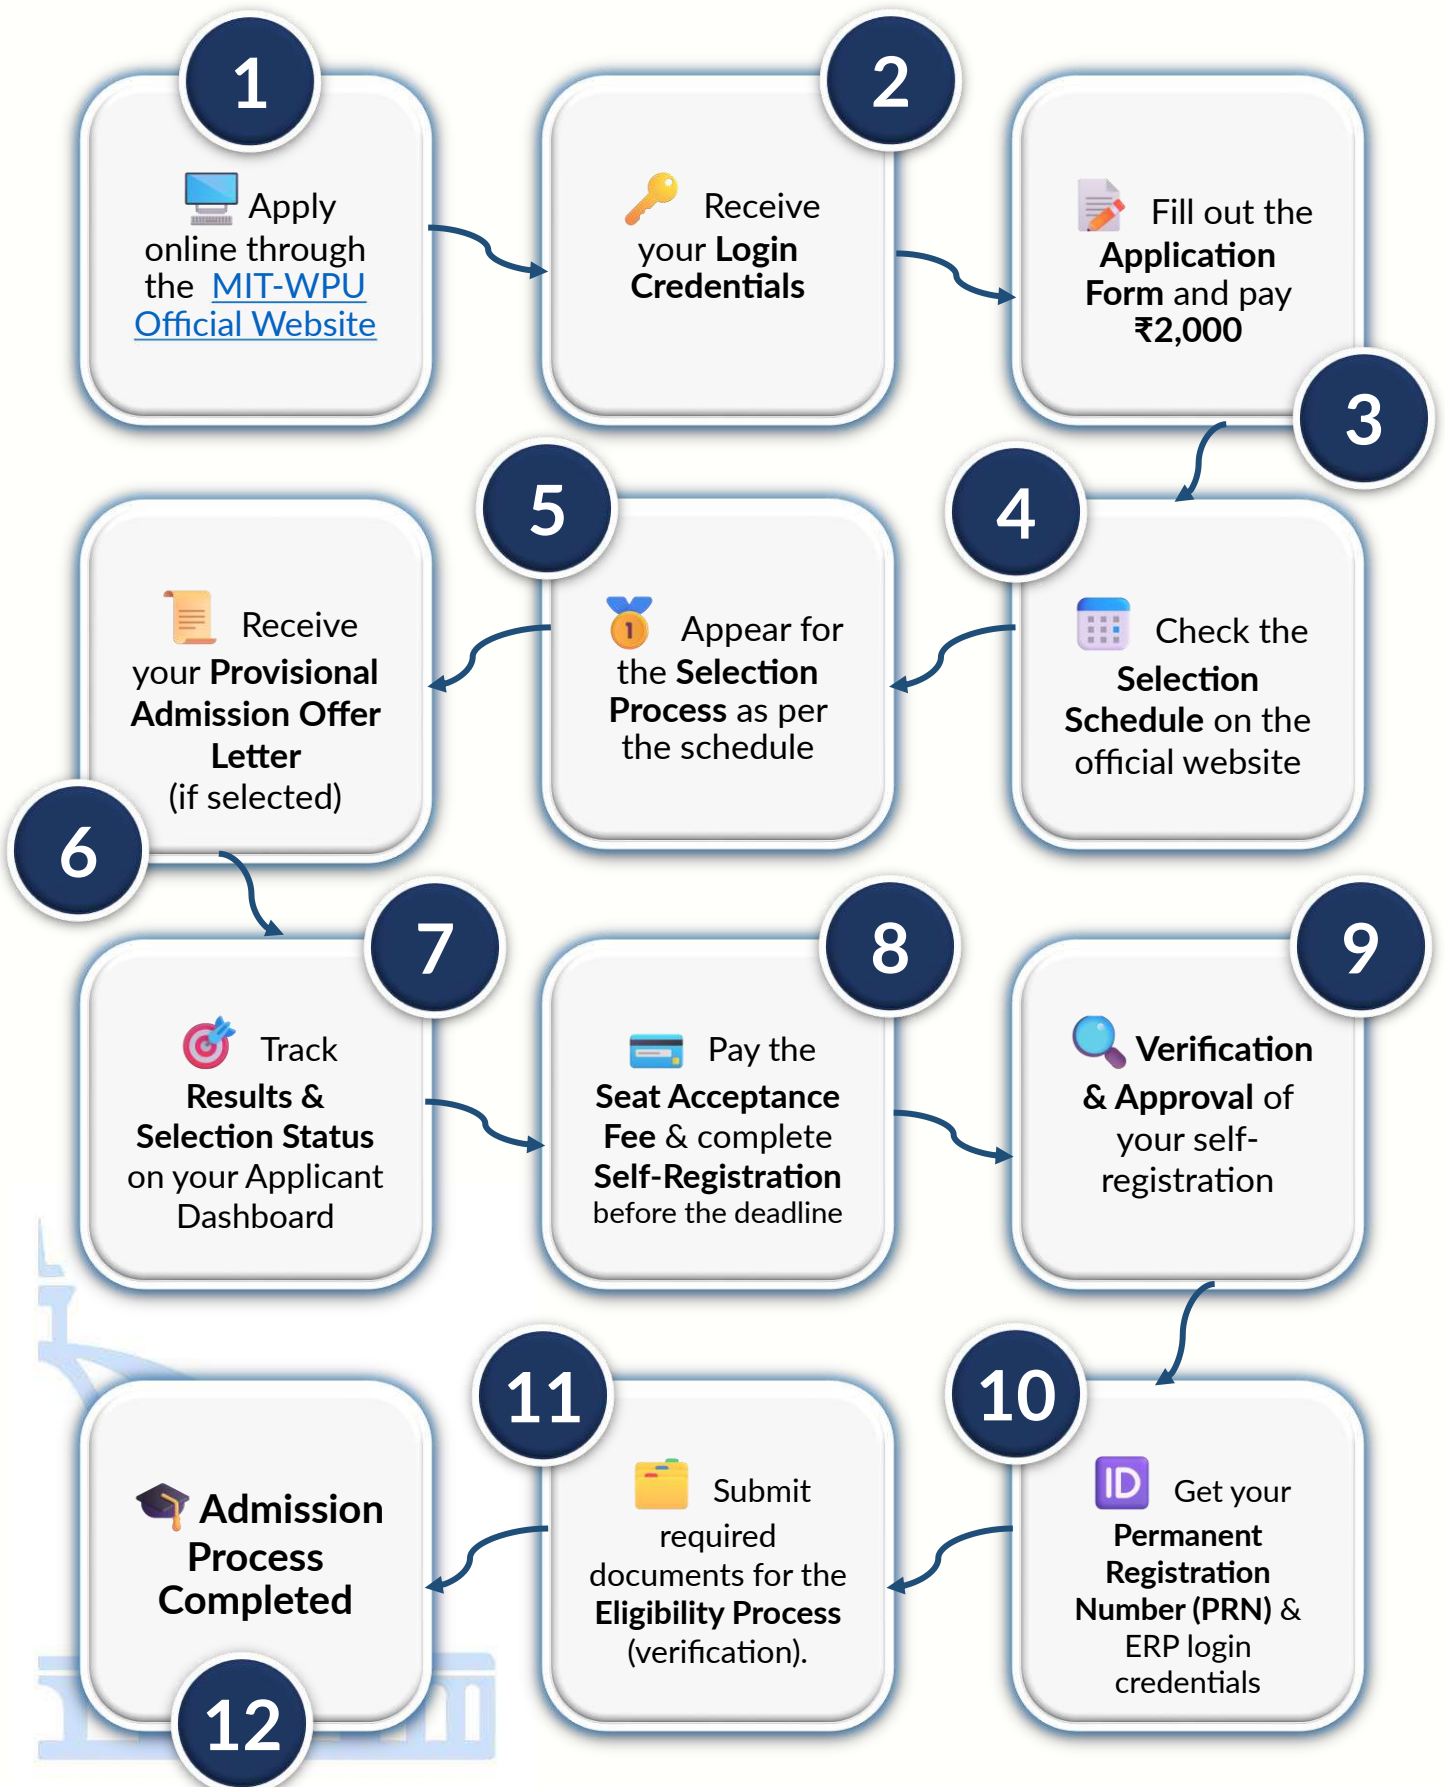 1
Apply
online through
the MIT-WPU
Official Website
2
Receive
your Login
Credentials
3
Fill out the
Application
Form and pay
₹2,000
4
Check the
Selection
Schedule on the
official website
5
Appear for
the Selection
Process as per
the schedule
6
Receive
your Provisional
Admission Offer
Letter
(if selected)
7
Track
Results &
Selection Status
on your Applicant
Dashboard
8
Pay the
Seat Acceptance
Fee & complete
Self-Registration
before the deadline
9
Verification
& Approval of
your self-
registration
10
ID
Get your
Permanent
Registration
Number (PRN) &
ERP login
credentials
11
Submit
required
documents for the
Eligibility Process
(verification).
12
Admission
Process
Completed